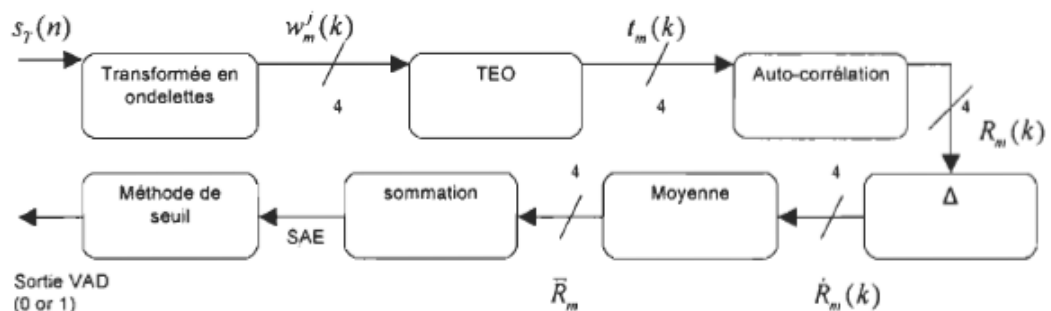 s_T(n)
w_m^j(k)
t_m(k)
Transformée en
ondelettes
4
TEO
4
Auto-corrélation
4
R_m(k)
Méthode de
seuil
SAE
sommation
4
Moyenne
4
Δ
Sortie VAD
(0 or 1)
R̅_m
Ṙ_m(k)